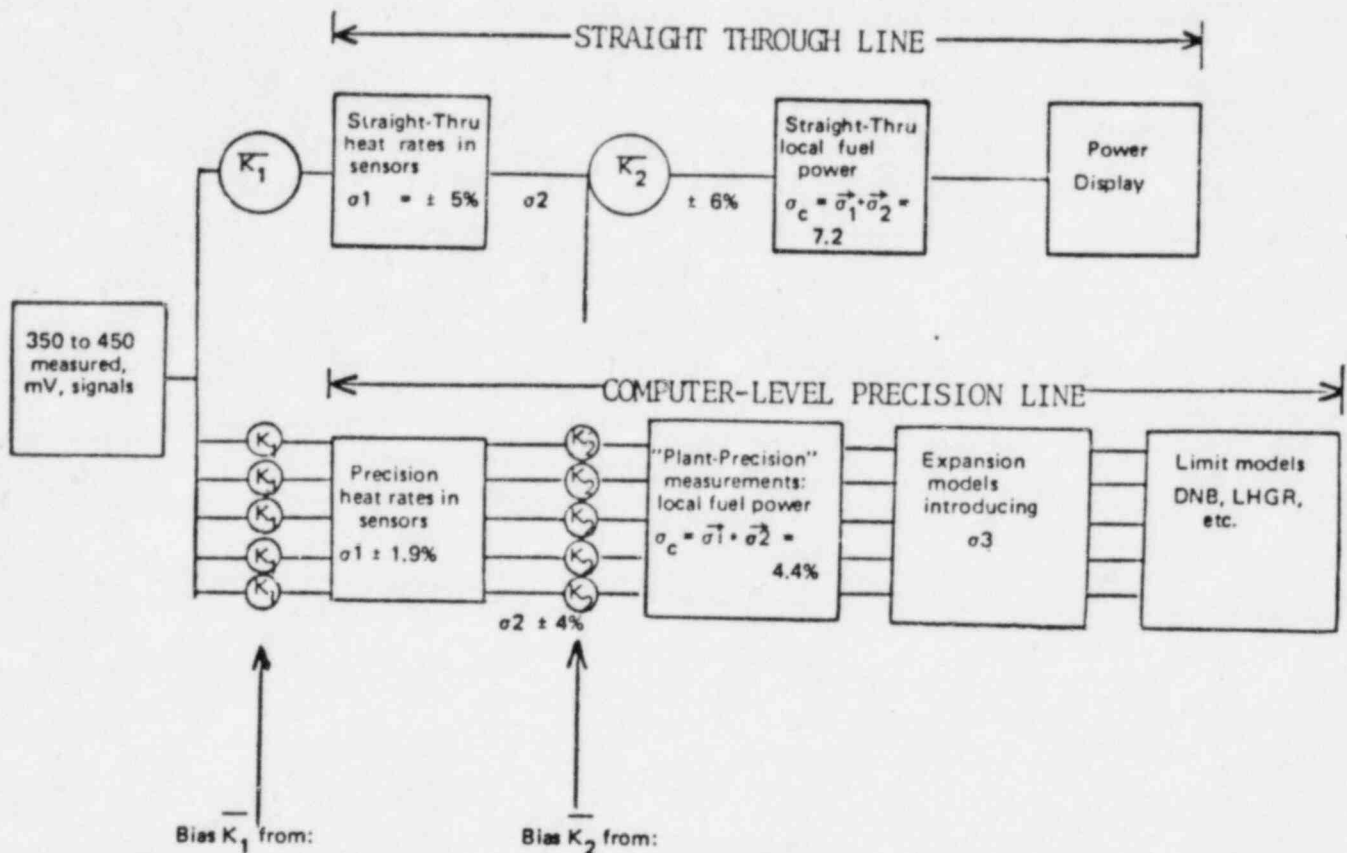 STRAIGHT THROUGH LINE
K1
Straight-Thru
heat rates in
sensors
σ1 = ± 5%
σ2
K2
± 6%
Straight-Thru
local fuel
power
σc = σ1+σ2 =
7.2
Power
Display
350 to 450
measured,
mV, signals
COMPUTER-LEVEL PRECISION LINE
K1
K1
K1
K1
K1
Precision
heat rates in
sensors
σ1 ± 1.9%
σ2 ± 4%
K2
K2
K2
K2
K2
"Plant-Precision"
measurements:
local fuel power
σc = σ1 + σ2 =
4.4%
Expansion
models
introducing
σ3
Limit models
DNB, LHGR,
etc.
Bias K1 from:
Bias K2 from: